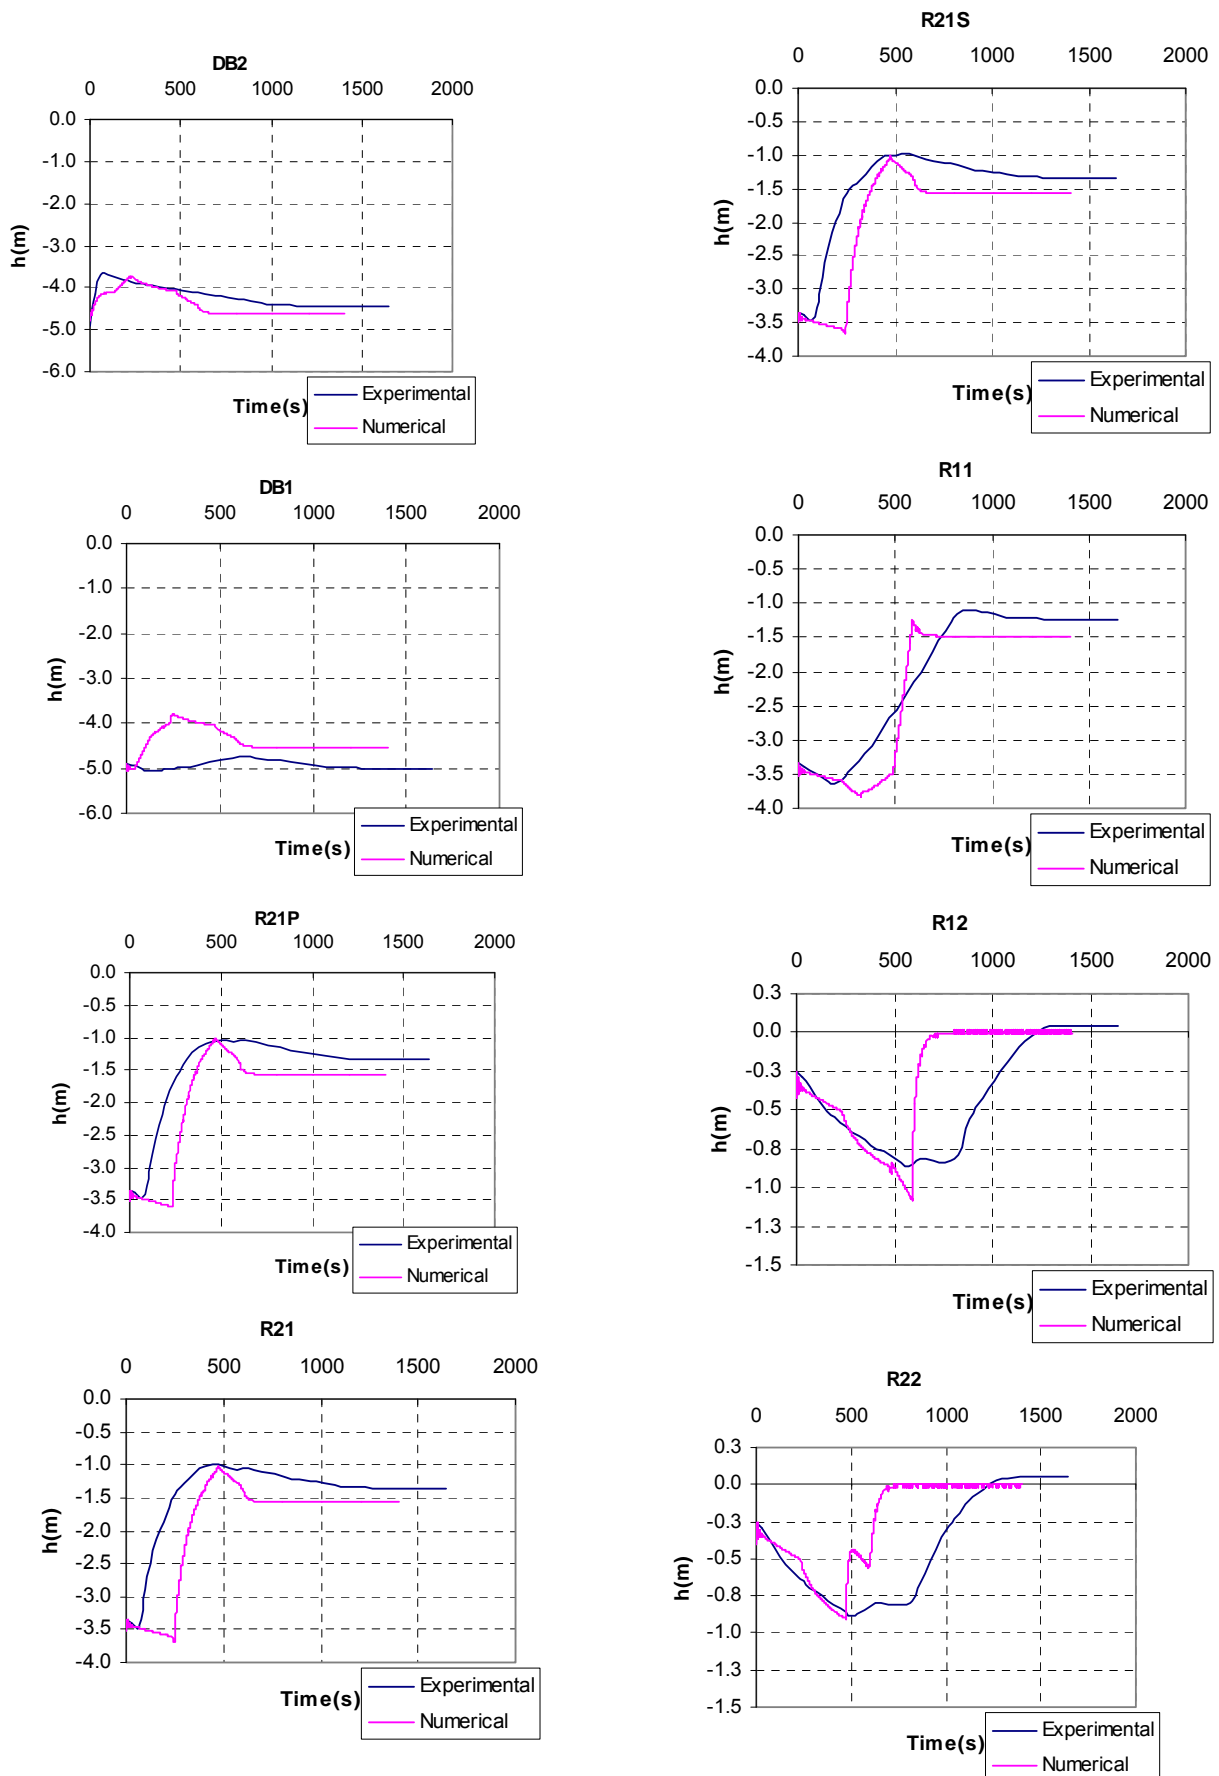 DB2
0 500 1000 1500 2000
0.0
-1.0
-2.0
-3.0
-4.0
-5.0
-6.0
h(m)
Time(s)
Experimental
Numerical
DB1
0 500 1000 1500 2000
0.0
-1.0
-2.0
-3.0
-4.0
-5.0
-6.0
h(m)
Time(s)
Experimental
Numerical
R21P
0 500 1000 1500 2000
0.0
-0.5
-1.0
-1.5
-2.0
-2.5
-3.0
-3.5
-4.0
h(m)
Time(s)
Experimental
Numerical
R21
0 500 1000 1500 2000
0.0
-0.5
-1.0
-1.5
-2.0
-2.5
-3.0
-3.5
-4.0
h(m)
Time(s)
Experimental
Numerical
R21S
0 500 1000 1500 2000
0.0
-0.5
-1.0
-1.5
-2.0
-2.5
-3.0
-3.5
-4.0
h(m)
Time(s)
Experimental
Numerical
R11
0 500 1000 1500 2000
0.0
-0.5
-1.0
-1.5
-2.0
-2.5
-3.0
-3.5
-4.0
h(m)
Time(s)
Experimental
Numerical
R12
0 500 1000 1500 2000
0.3
0.0
-0.3
-0.5
-0.8
-1.0
-1.3
-1.5
h(m)
Time(s)
Experimental
Numerical
R22
0 500 1000 1500 2000
0.3
0.0
-0.3
-0.5
-0.8
-1.0
-1.3
-1.5
h(m)
Time(s)
Experimental
Numerical